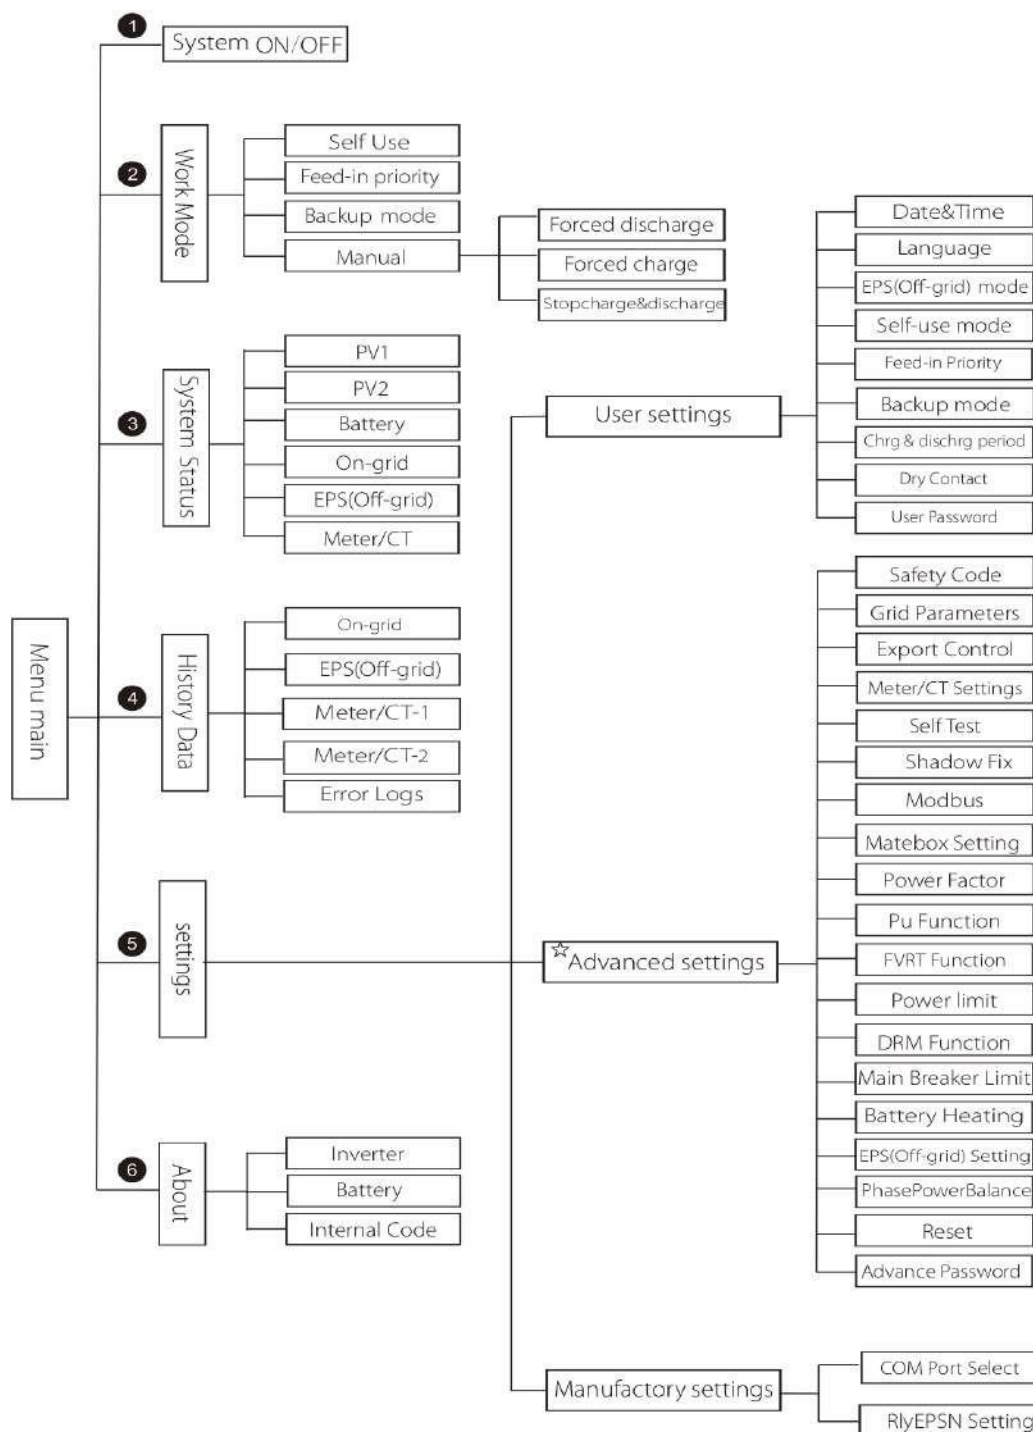 1
System ON/OFF
2
Work Mode
Self Use
Feed-in priority
Backup mode
Manual
Forced discharge
Forced charge
Stopcharge&discharge
3
System Status
PV1
PV2
Battery
On-grid
EPS(Off-grid)
Meter/CT
Menu main
4
History Data
On-grid
EPS(Off-grid)
Meter/CT-1
Meter/CT-2
Error Logs
5
settings
User settings
Date&Time
Language
EPS(Off-grid) mode
Self-use mode
Feed-in Priority
Backup mode
Chrg & dischrg period
Dry Contact
User Password
☆Advanced settings
Safety Code
Grid Parameters
Export Control
Meter/CT Settings
Self Test
Shadow Fix
Modbus
Matebox Setting
Power Factor
Pu Function
FVRT Function
Power limit
DRM Function
Main Breaker Limit
Battery Heating
EPS(Off-grid) Setting
PhasePowerBalance
Reset
Advance Password
Manufactory settings
COM Port Select
RlyEPSN Setting
6
About
Inverter
Battery
Internal Code